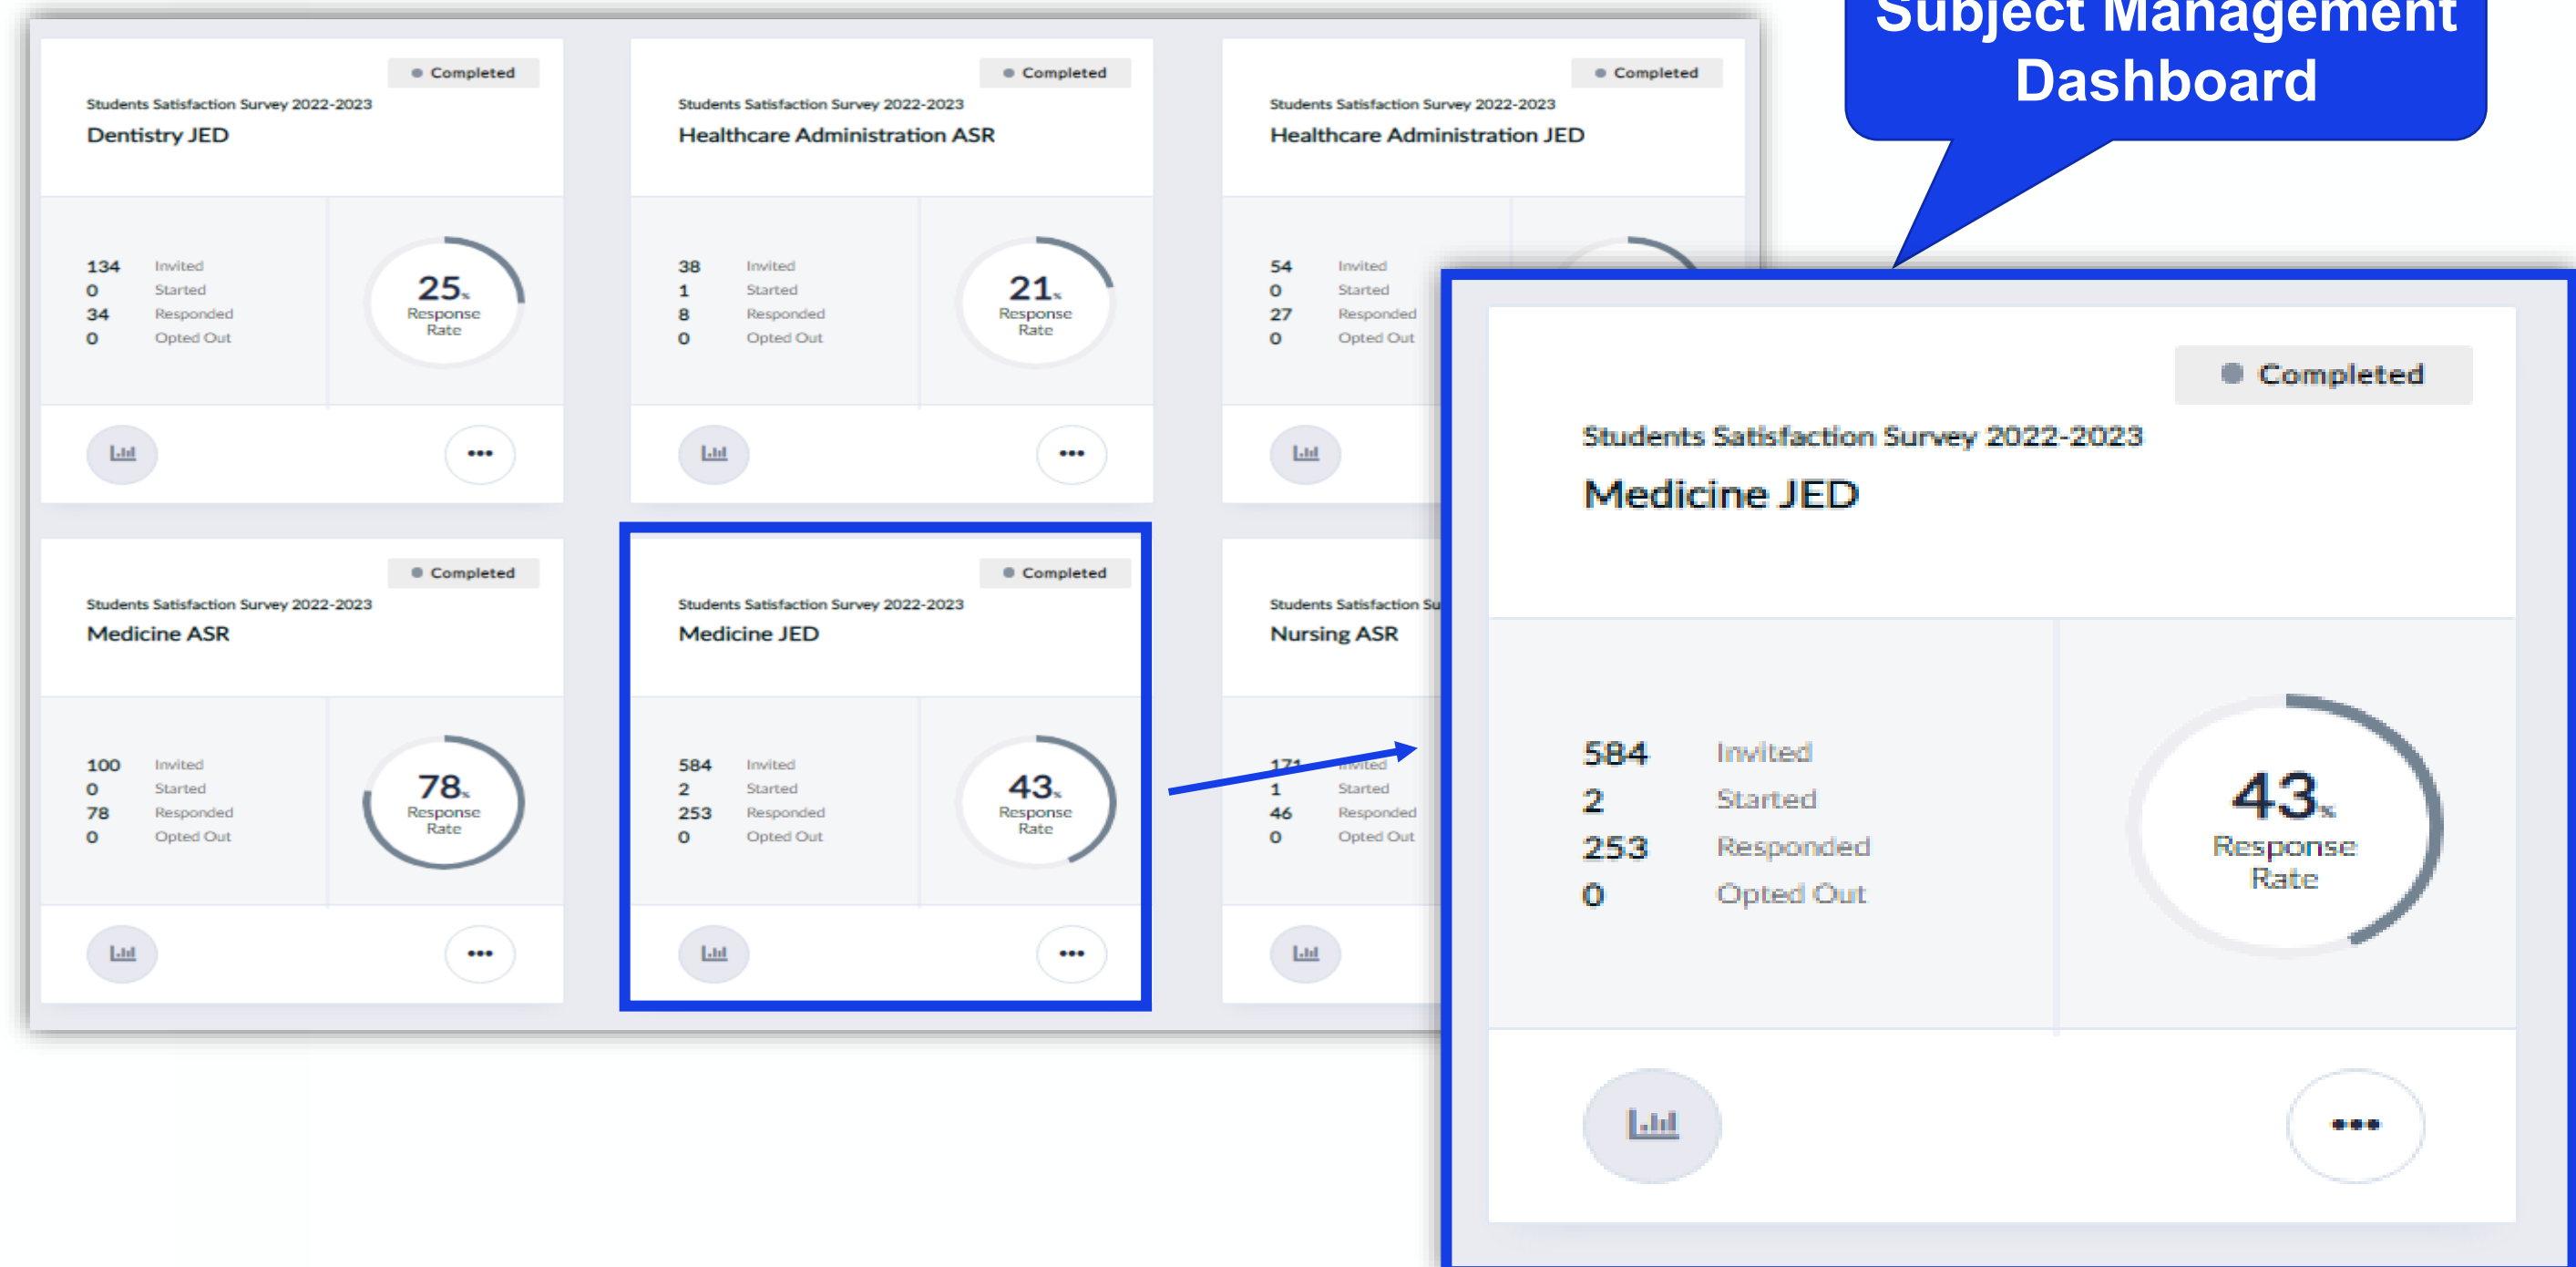 Subject Management
Dashboard
Completed
Students Satisfaction Survey 2022-2023
Dentistry JED
134 Invited
0 Started
34 Responded
0 Opted Out
25%
Response
Rate
Completed
Students Satisfaction Survey 2022-2023
Healthcare Administration ASR
38 Invited
1 Started
8 Responded
0 Opted Out
21%
Response
Rate
Completed
Students Satisfaction Survey 2022-2023
Healthcare Administration JED
54 Invited
0 Started
27 Responded
0 Opted Out
Completed
Students Satisfaction Survey 2022-2023
Medicine ASR
100 Invited
0 Started
78 Responded
0 Opted Out
78%
Response
Rate
Completed
Students Satisfaction Survey 2022-2023
Medicine JED
584 Invited
2 Started
253 Responded
0 Opted Out
43%
Response
Rate
Students Satisfaction Su
Nursing ASR
171 Invited
1 Started
46 Responded
0 Opted Out
Completed
Students Satisfaction Survey 2022-2023
Medicine JED
584 Invited
2 Started
253 Responded
0 Opted Out
43%
Response
Rate